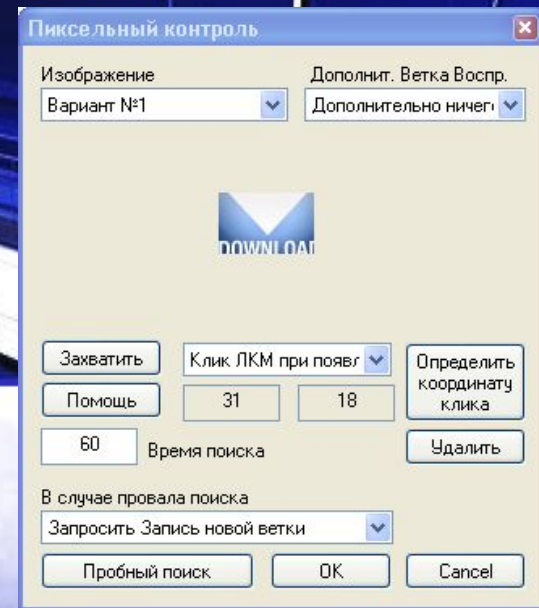 Пиксельный контроль
Изображение
Дополнит. Ветка Воспр.
Вариант №1
Дополнительно ничего
DOWNLOAD
Захватить
Клик ЛКМ при появл
Определить
координату
клика
Помощь
31
18
60
Время поиска
Удалить
В случае провала поиска
Запросить Запись новой ветки
Пробный поиск
OK
Cancel